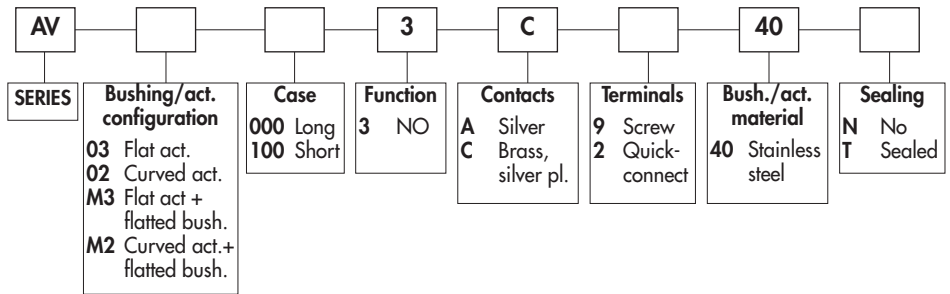 AV 3 C 40
SERIES
Bushing/act.
configuration
03 Flat act.
02 Curved act.
M3 Flat act +
flatted bush.
M2 Curved act.+
flatted bush.
Case
000 Long
100 Short
Function
3 NO
Contacts
A Silver
C Brass,
silver pl.
Terminals
9 Screw
2 Quick-
connect
Bush./act.
material
40 Stainless
steel
Sealing
N No
T Sealed